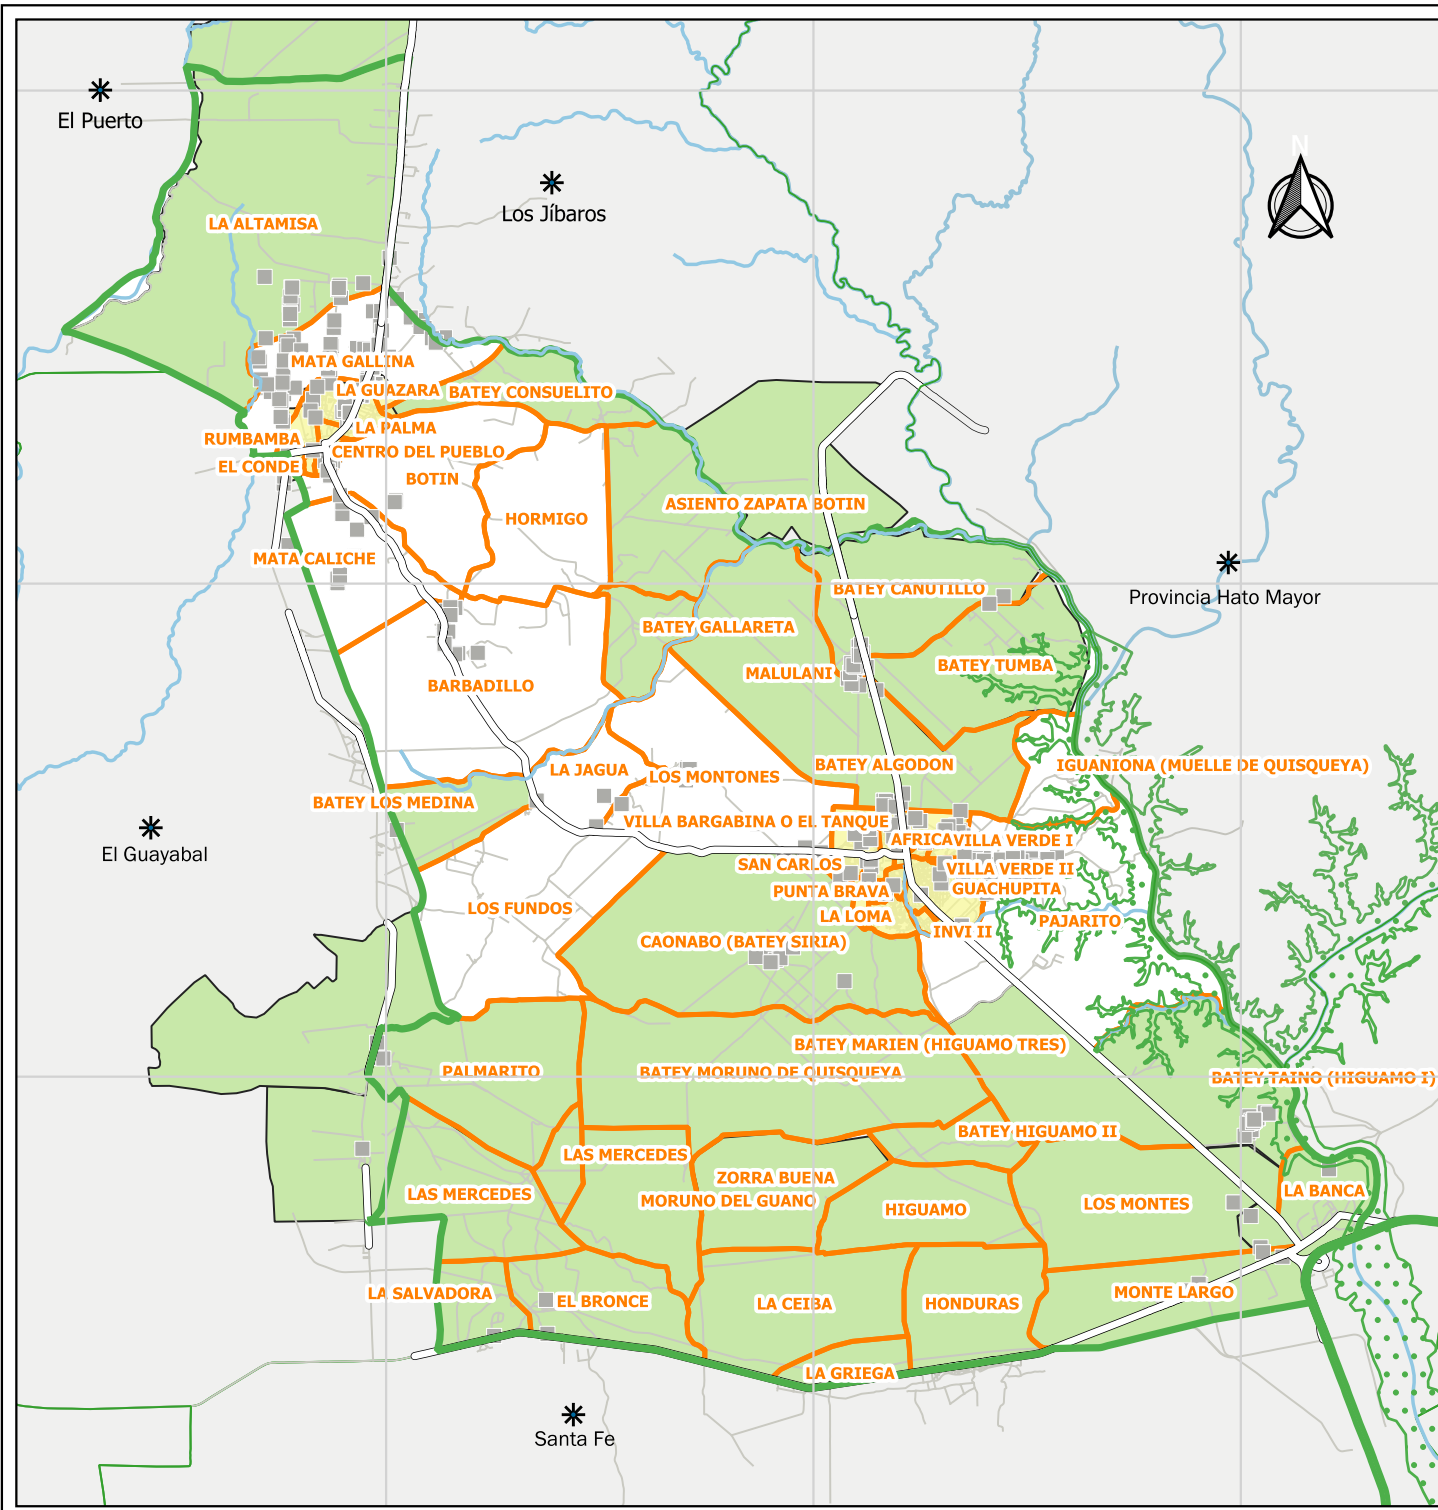 N
El Puerto
Los Jíbaros
LA ALTAMISA
MATA GALLINA
LA GUAZARA
BATEY CONSUELITO
LA PALMA
RUMBAMBA
CENTRO DEL PUEBLO
EL CONDE
BOTIN
ASIENTO ZAPATA BOTIN
HORMIGO
MATA CALICHE
BATEY CANUTILLO
Provincia Hato Mayor
BATEY GALLARETA
BATEY TUMBA
MALULANI
BARBADILLO
BATEY ALGODON
IGUANIONA (MUELLE DE QUISQUEYA)
LA JAGUA
LOS MONTONES
BATEY LOS MEDINA
VILLA BARGABINA O EL TANQUE
AFRICA
VILLA VERDE I
El Guayabal
SAN CARLOS
VILLA VERDE II
PUNTA BRAVA
GUACHUPITA
LOS FUNDOS
LA LOMA
PAJARITO
INVI II
CAONABO (BATEY SIRIA)
BATEY MARIEN (HIGUAMO TRES)
PALMARITO
BATEY MORUNO DE QUISQUEYA
BATEY TAINO (HIGUAMO I)
BATEY HIGUAMO II
LAS MERCEDES
ZORRA BUENA
LA BANCA
LAS MERCEDES
MORUNO DEL GUANO
HIGUAMO
LOS MONTES
LA SALVADORA
EL BRONCE
LA CEIBA
HONDURAS
MONTE LARGO
LA GRIEGA
Santa Fe